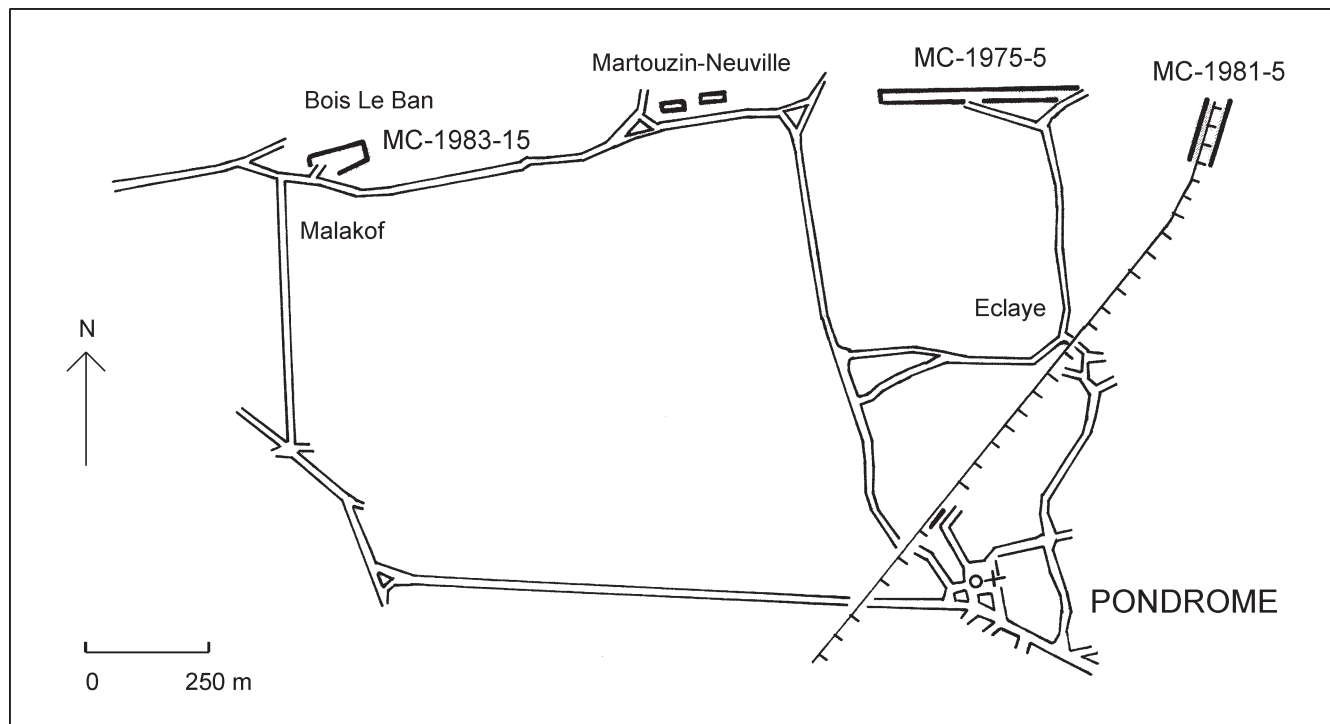 MC-1975-5
Martouzin-Neuville
MC-1981-5
Bois Le Ban
MC-1983-15
Malakof
Eclaye
N
PONDROME
0 250 m